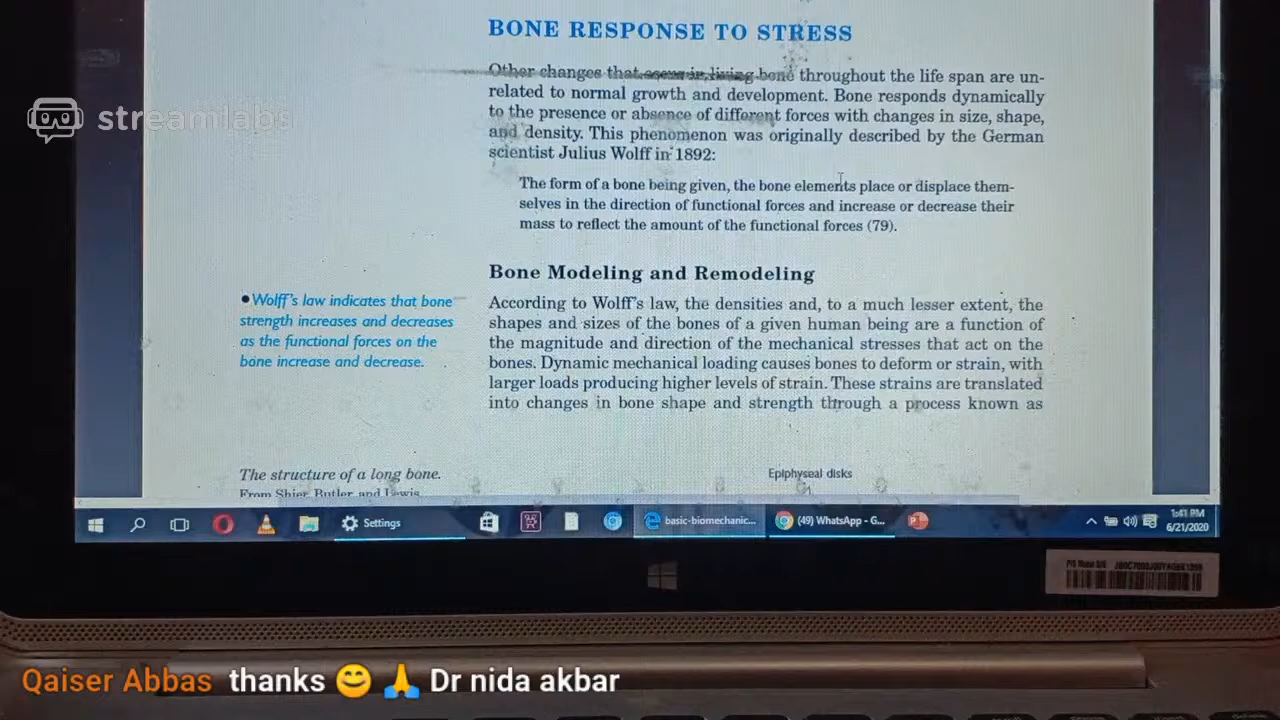 streamlabs
BONE RESPONSE TO STRESS
Other changes that occur in living bone throughout the life span are un-
related to normal growth and development. Bone responds dynamically
to the presence or absence of different forces with changes in size, shape,
and density. This phenomenon was originally described by the German
scientist Julius Wolff in 1892:
The form of a bone being given, the bone elements place or displace them-
selves in the direction of functional forces and increase or decrease their
mass to reflect the amount of the functional forces (79).
Bone Modeling and Remodeling
● Wolff's law indicates that bone
strength increases and decreases
as the functional forces on the
bone increase and decrease.
According to Wolff's law, the densities and, to a much lesser extent, the
shapes and sizes of the bones of a given human being are a function of
the magnitude and direction of the mechanical stresses that act on the
bones. Dynamic mechanical loading causes bones to deform or strain, with
larger loads producing higher levels of strain. These strains are translated
into changes in bone shape and strength through a process known as
The structure of a long bone.
From Shier, Butler, and Lewis,
Epiphyseal disks
Settings
basic-biomechanic...
(49) WhatsApp - G...
1:41 PM
6/21/2020
Qaiser Abbas thanks 😊 🙏 Dr nida akbar